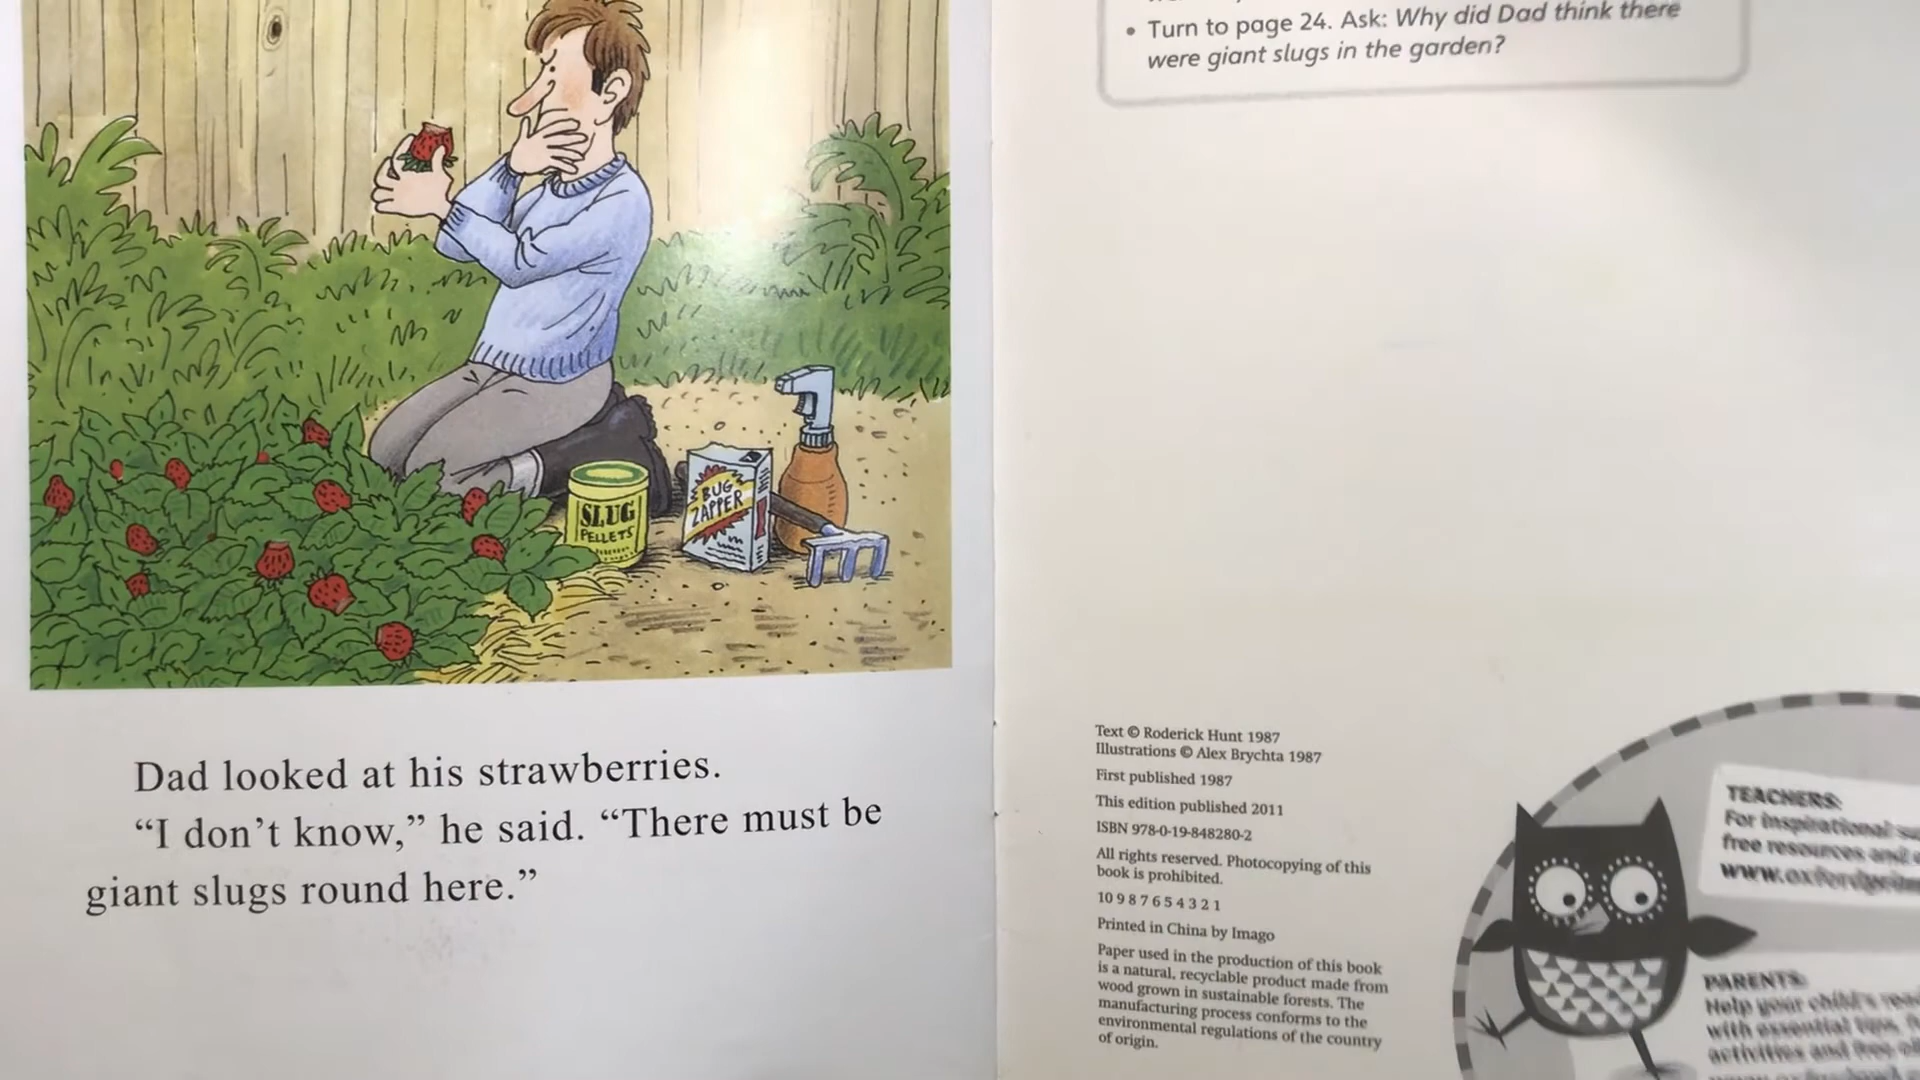 SLUG
PELLETS
BUG
ZAPPER
Dad looked at his strawberries.
“I don’t know,” he said. “There must be
giant slugs round here.”
• Turn to page 24. Ask: Why did Dad think there
were giant slugs in the garden?
Text © Roderick Hunt 1987
Illustrations © Alex Brychta 1987
First published 1987
This edition published 2011
ISBN 978-0-19-848280-2
All rights reserved. Photocopying of this
book is prohibited.
10 9 8 7 6 5 4 3 2 1
Printed in China by Imago
Paper used in the production of this book
is a natural, recyclable product made from
wood grown in sustainable forests. The
manufacturing process conforms to the
environmental regulations of the country
of origin.
TEACHERS:
For inspirational
free resources and
PARENTS:
Help your child's
with essential tips,
activities and free